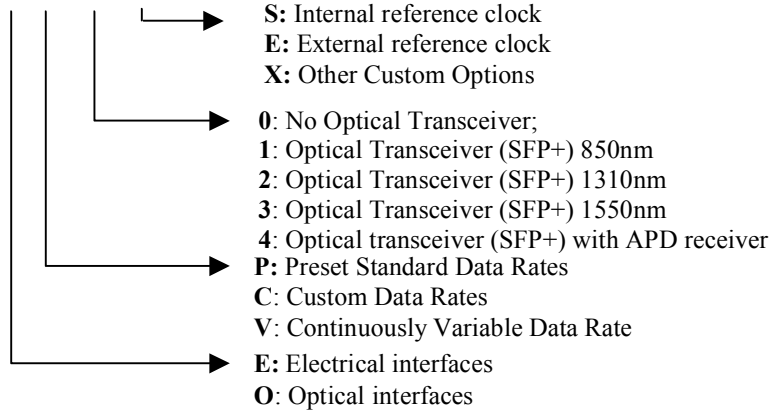 S: Internal reference clock
E: External reference clock
X: Other Custom Options
0: No Optical Transceiver;
1: Optical Transceiver (SFP+) 850nm
2: Optical Transceiver (SFP+) 1310nm
3: Optical Transceiver (SFP+) 1550nm
4: Optical transceiver (SFP+) with APD receiver
P: Preset Standard Data Rates
C: Custom Data Rates
V: Continuously Variable Data Rate
E: Electrical interfaces
O: Optical interfaces